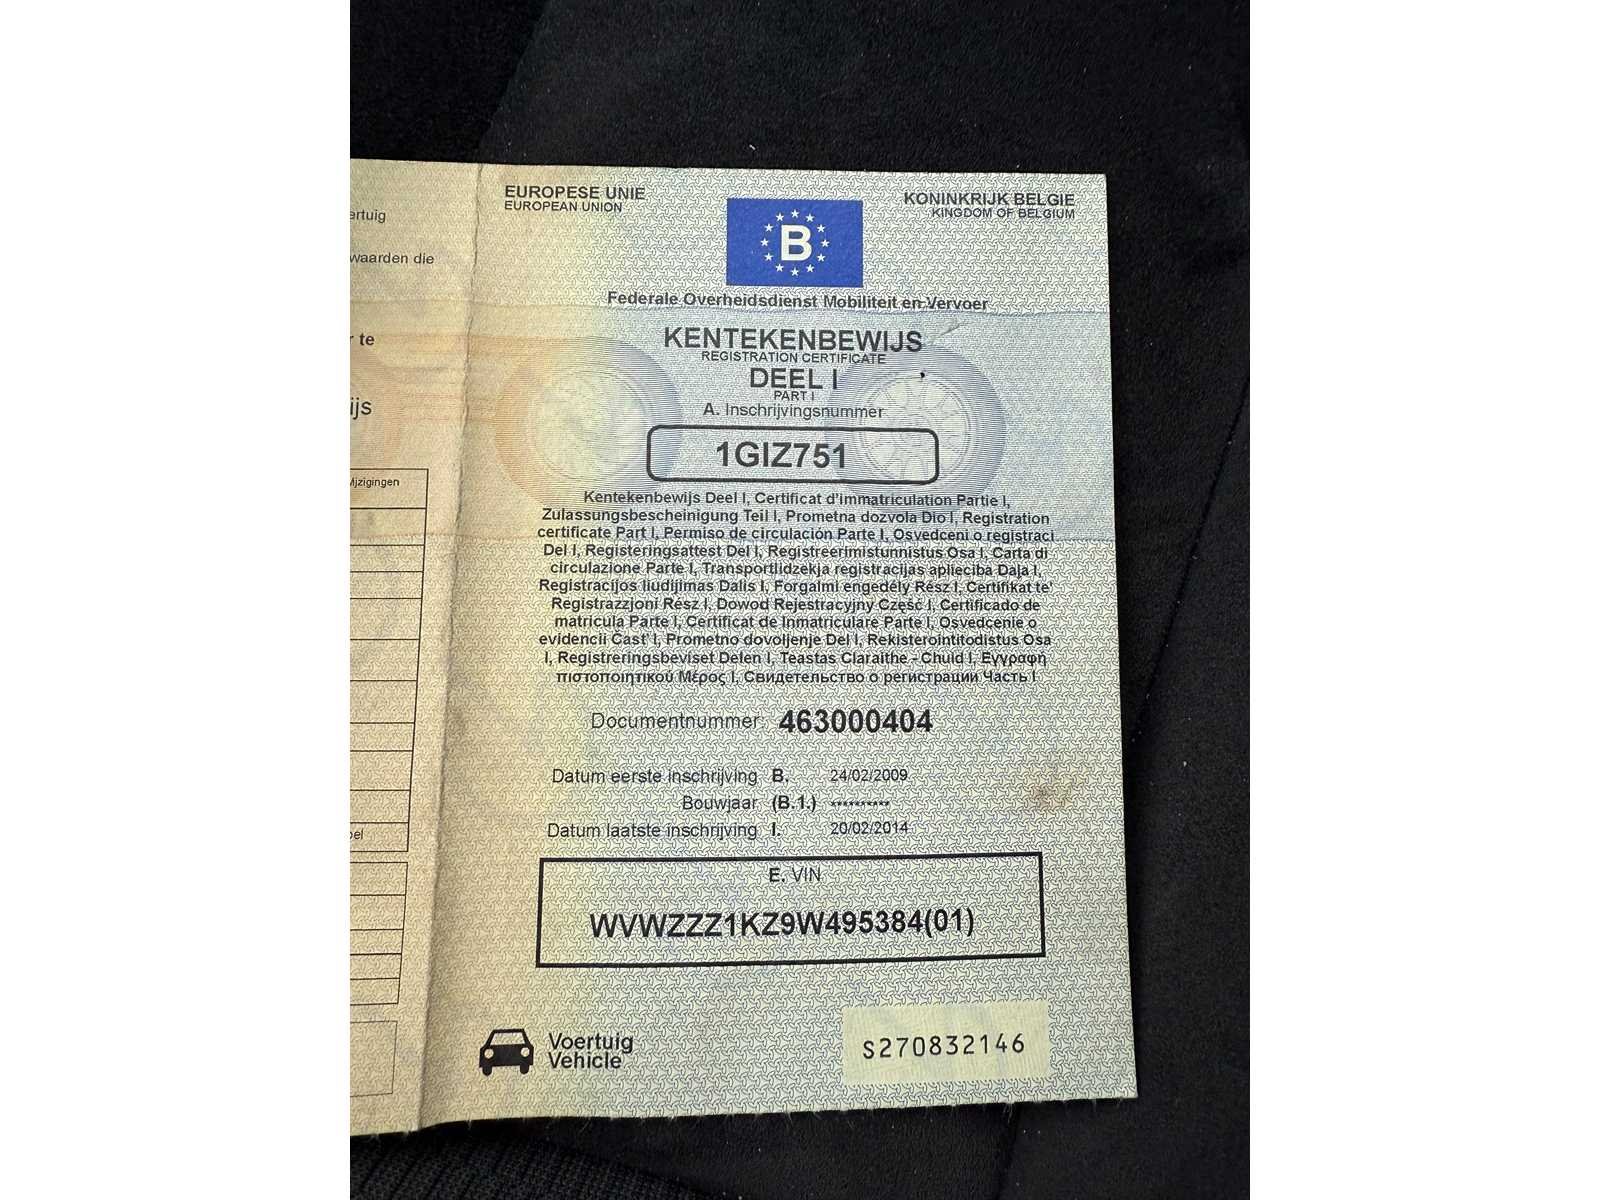 ertuig
waarden die
r te
ijs
ijzigingen
EUROPESE UNIE
EUROPEAN UNION
KONINKRIJK BELGIE
KINGDOM OF BELGIUM
B
Federale Overheidsdienst Mobiliteit en Vervoer
KENTEKENBEWIJS
REGISTRATION CERTIFICATE
DEEL I
PART I
A. Inschrijvingsnummer
1GIZ751
Kentekenbewijs Deel I, Certificat d'immatriculation Partie I,
Zulassungsbescheinigung Teil I, Prometna dozvola Dio I, Registration
certificate Part I, Permiso de circulación Parte I, Osvedceni o registraci
Del I, Registeringsattest Del I, Registreerimistunnistus Osa I, Carta di
circulazione Parte I, Transportlidzekja registracijas aplieciba Daļa I,
Registracijos liudijimas Dalis I, Forgalmi engedély Rész I, Certifikat te'
Registrazzjoni Rész I, Dowod Rejestracyjny Część I, Certificado de
matricula Parte I, Certificat de Inmatriculare Parte I, Osvedcenie o
evidencii Cast' I, Prometno dovoljenje Del I, Rekisterointitodistus Osa
I, Registreringsbeviset Delen I, Teastas Claraithe - Chuid I, Εγγραφή
πιστοποιητικού Μέρος I, Свидетельство о регистрации Часть I
Documentnummer: 463000404
Datum eerste inschrijving B. 24/02/2009
Bouwjaar (B.1.) **********
Datum laatste inschrijving I. 20/02/2014
E. VIN
WVWZZZ1KZ9W495384(01)
Voertuig
Vehicle
S270832146